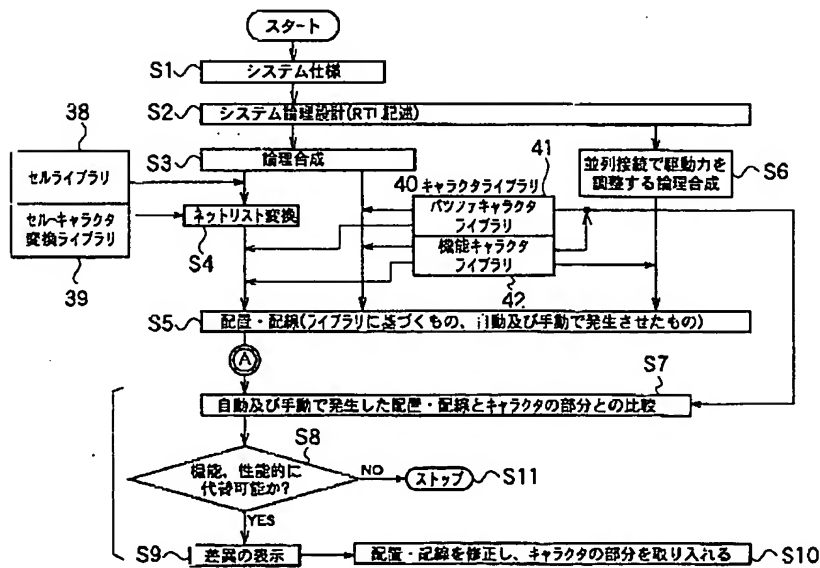 スタート
S1 システム仕様
S2 システム論理設計(RTL記述)
38
S3 論理合成
41
セルライブラリ
40 キャラクタライブラリ
並列接続で駆動力を
調整する論理合成
S6
バッファキャラクタ
ライブラリ
セルーキャラクタ
変換ライブラリ
ネットリスト変換
S4
機能キャラクタ
ライブラリ
39
42
S5 配置・配線(ライブラリに基づくもの、自動及び手動で発生させたもの)
A
S7
自動及び手動で発生した配置・配線とキャラクタの部分との比較
S8
機能、性能的に
代替可能か?
NO
ストップ
S11
YES
S9 差異の表示
配置・配線を修正し、キャラクタの部分を取り入れる
S10